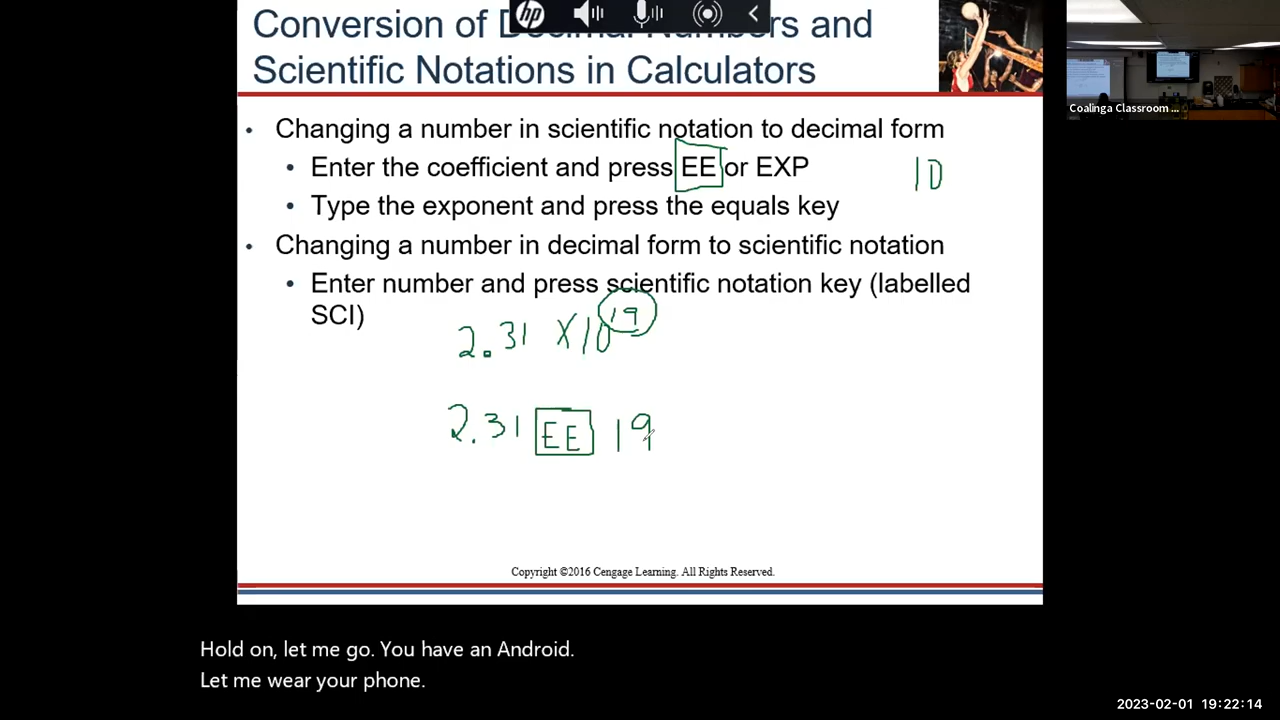 Conversion of Decimal Numbers and
Scientific Notations in Calculators
Coalinga Classroom ...
• Changing a number in scientific notation to decimal form
• Enter the coefficient and press EE or EXP
10
• Type the exponent and press the equals key
• Changing a number in decimal form to scientific notation
• Enter number and press scientific notation key (labelled
SCI)
2.31 X10^19
2.31 EE 19
Copyright ©2016 Cengage Learning. All Rights Reserved.
Hold on, let me go. You have an Android.
Let me wear your phone.
2023-02-01 19:22:14
hp